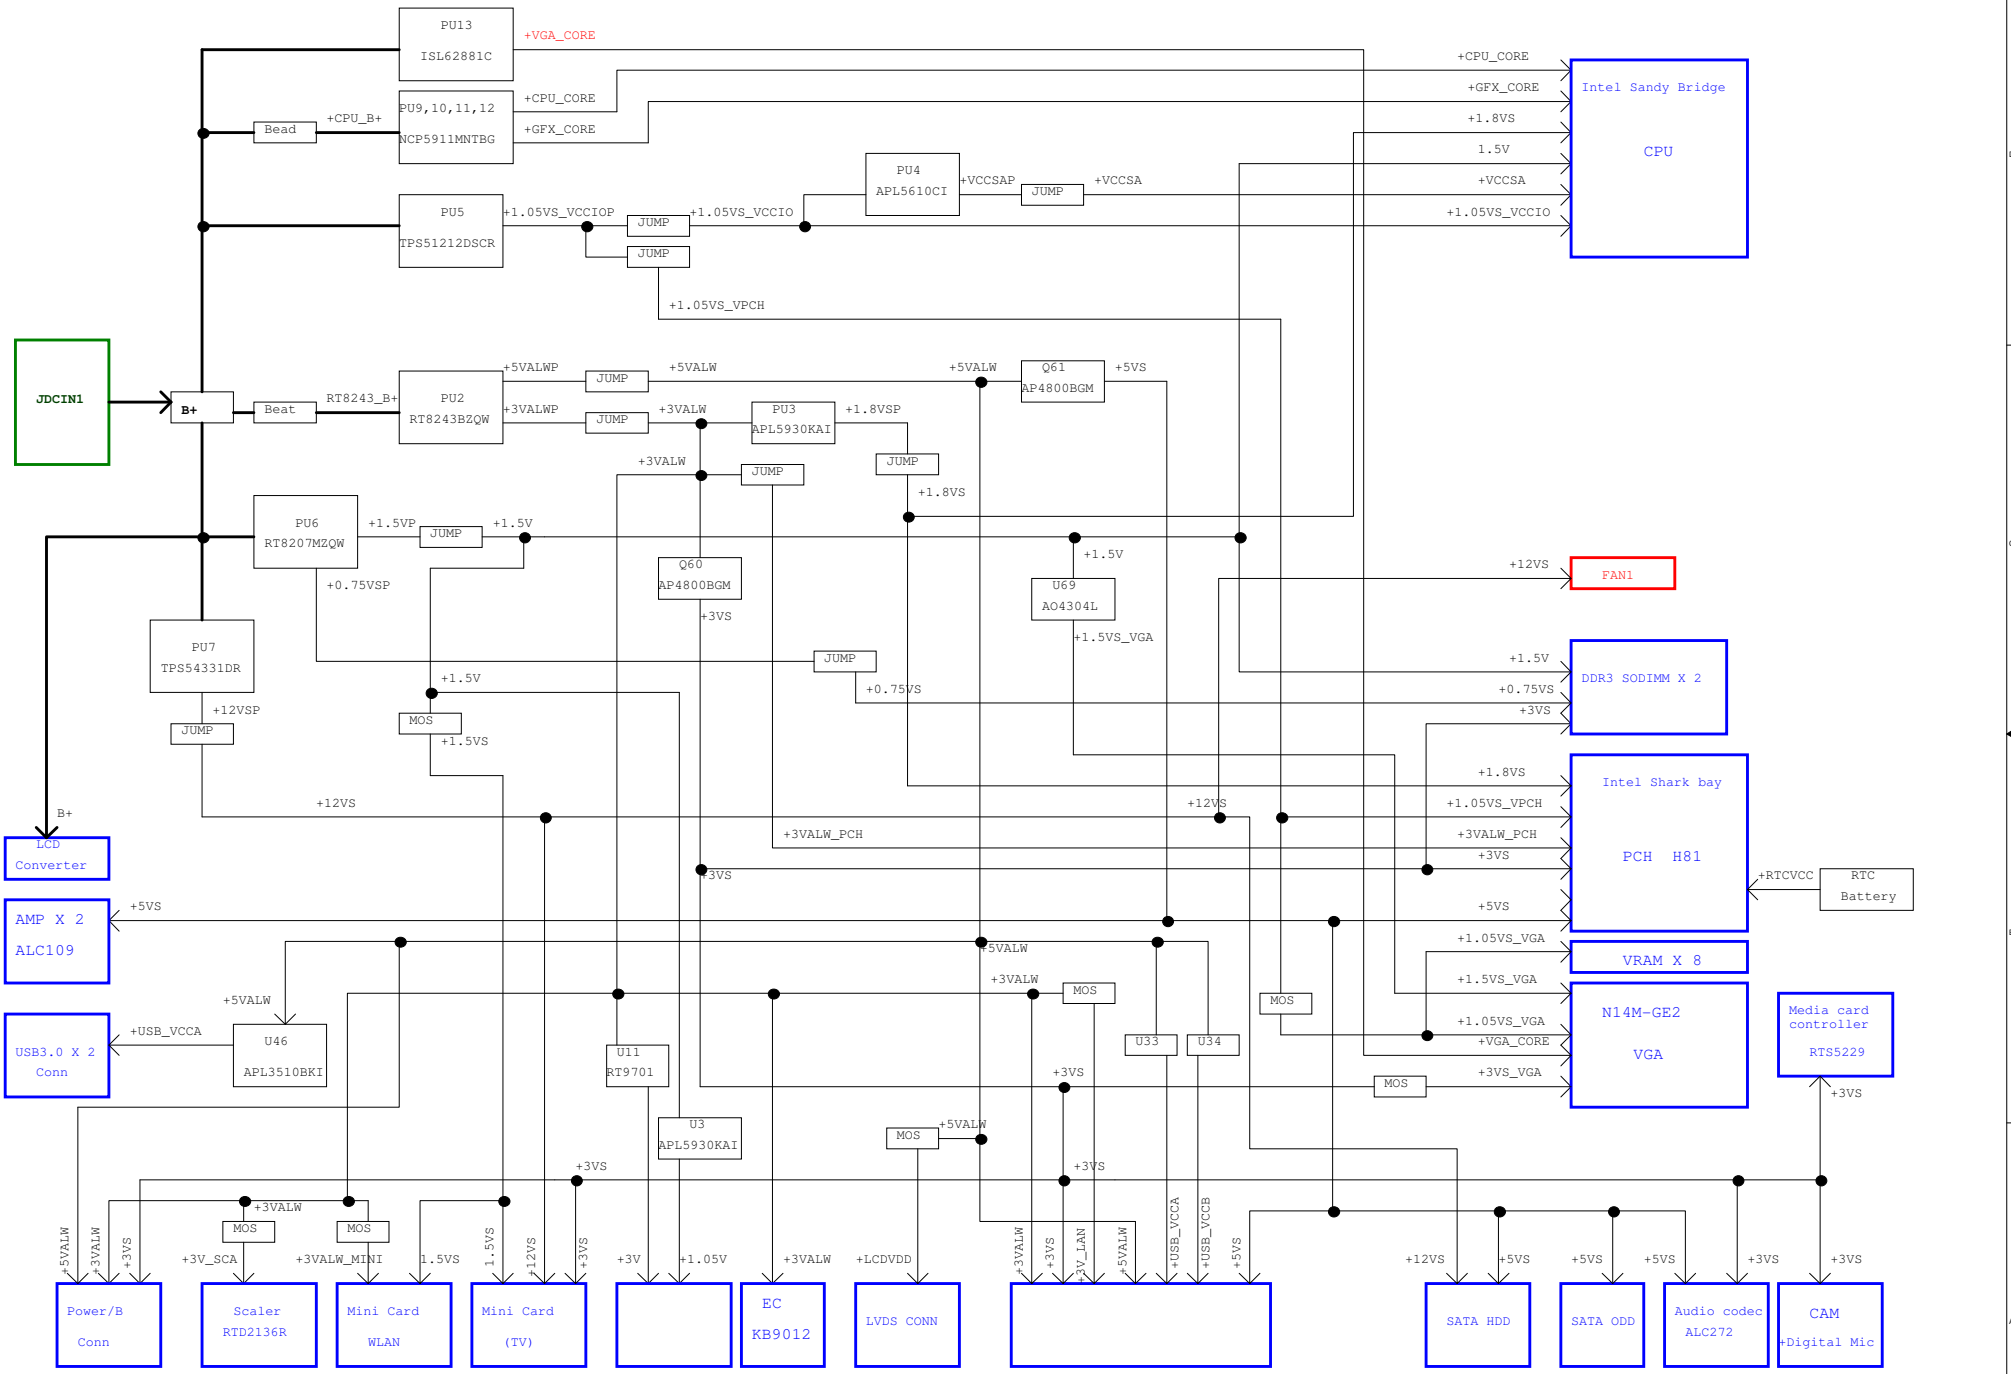 PU13
ISL62881C
+VGA_CORE
+CPU_CORE
PU9,10,11,12
NCP5911MNTBG
Bead
+CPU_B+
+CPU_CORE
+GFX_CORE
+GFX_CORE
+1.8VS
1.5V
+VCCSA
+1.05VS_VCCIO
Intel Sandy Bridge
CPU
PU4
APL5610CI
+VCCSAP
JUMP
+VCCSA
PU5
TPS51212DSCR
+1.05VS_VCCIOP
JUMP
+1.05VS_VCCIO
JUMP
+1.05VS_VPCH
JDCIN1
B+
Beat
RT8243_B+
PU2
RT8243BZQW
+5VALWP
JUMP
+5VALW
+5VALW
Q61
AP4800BGM
+5VS
+3VALWP
JUMP
+3VALW
PU3
APL5930KAI
+1.8VSP
+3VALW
JUMP
JUMP
+1.8VS
PU6
RT8207MZQW
+1.5VP
JUMP
+1.5V
+0.75VSP
Q60
AP4800BGM
+3VS
+1.5V
U69
AO4304L
+1.5VS_VGA
+12VS
FAN1
PU7
TPS54331DR
+12VSP
JUMP
JUMP
+0.75VS
+1.5V
MOS
+1.5VS
+1.5V
+0.75VS
+3VS
DDR3 SODIMM X 2
+12VS
+12VS
+3VALW_PCH
+3VS
+1.8VS
+1.05VS_VPCH
+3VALW_PCH
+3VS
+5VS
Intel Shark bay
PCH H81
+RTCVCC
RTC
Battery
B+
LCD
Converter
AMP X 2
ALC109
+5VS
+5VALW
+3VALW
MOS
+1.05VS_VGA
VRAM X 8
+1.5VS_VGA
+1.05VS_VGA
+VGA_CORE
+3VS_VGA
N14M-GE2
VGA
MOS
MOS
Media card
controller
RTS5229
+3VS
+5VALW
+USB_VCCA
U46
APL3510BKI
USB3.0 X 2
Conn
U11
RT9701
U33
U34
+3VS
U3
APL5930KAI
MOS
+5VALW
+3VS
+3VS
+5VALW
+3VALW
+3VS
+3VALW
MOS
+3V_SCA
MOS
+3VALW_MINI
1.5VS
1.5VS
+12VS
+3VS
+3V
+1.05V
+3VALW
+LCDVDD
+3VALW
+3VS
+3V_LAN
+5VALW
+USB_VCCA
+USB_VCCB
+5VS
+12VS
+5VS
+5VS
+5VS
+3VS
+3VS
Power/B
Conn
Scaler
RTD2136R
Mini Card
WLAN
Mini Card
(TV)
EC
KB9012
LVDS CONN
SATA HDD
SATA ODD
Audio codec
ALC272
CAM
+Digital Mic